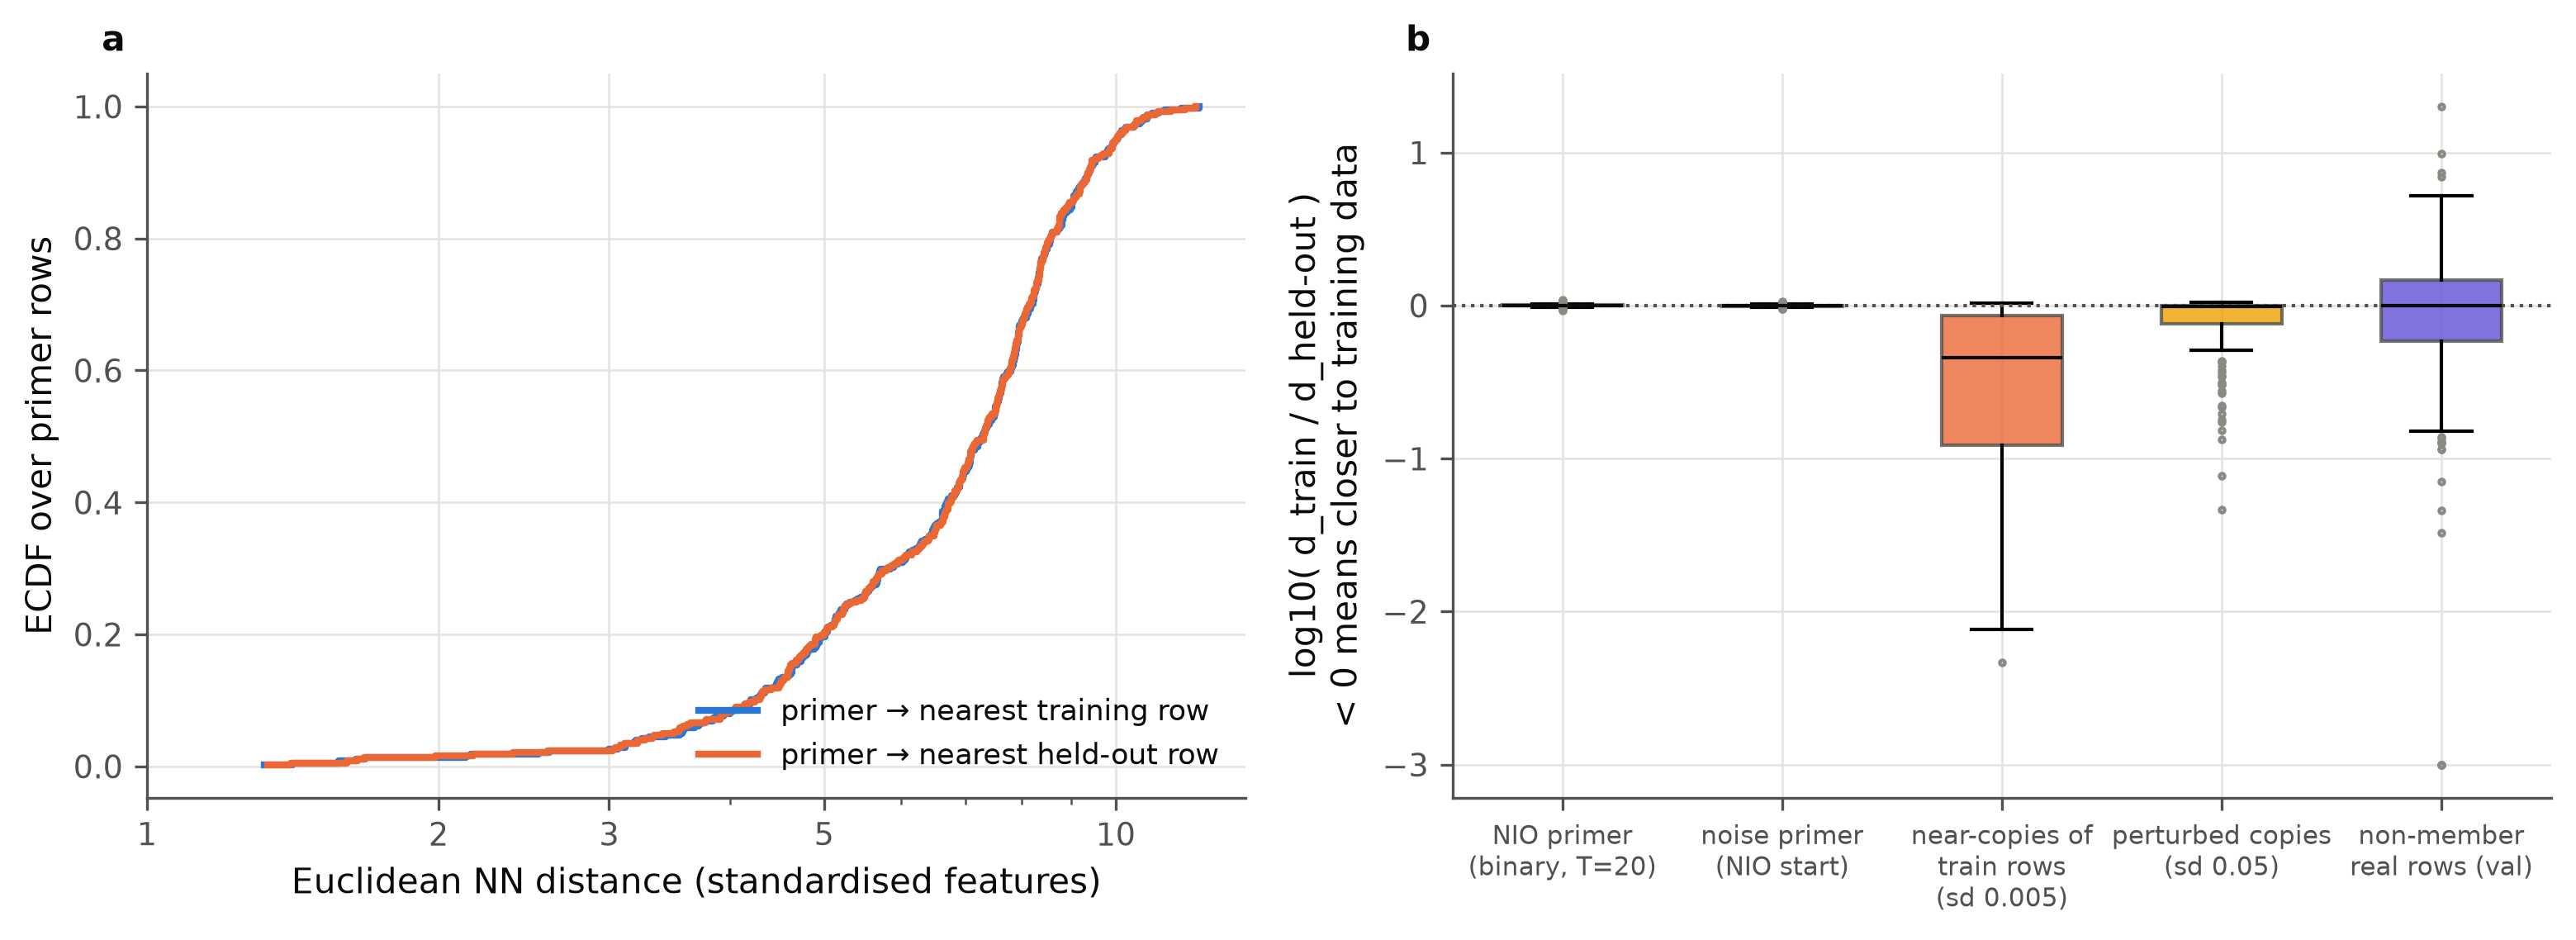 a
1.0
0.8
0.6
0.4
0.2
0.0
ECDF over primer rows
primer → nearest training row
primer → nearest held-out row
1
2
3
5
10
Euclidean NN distance (standardised features)
b
log10( d_train / d_held-out )
< 0 means closer to training data
1
0
−1
−2
−3
NIO primer
(binary, T=20)
noise primer
(NIO start)
near-copies of
train rows
(sd 0.005)
perturbed copies
(sd 0.05)
non-member
real rows (val)